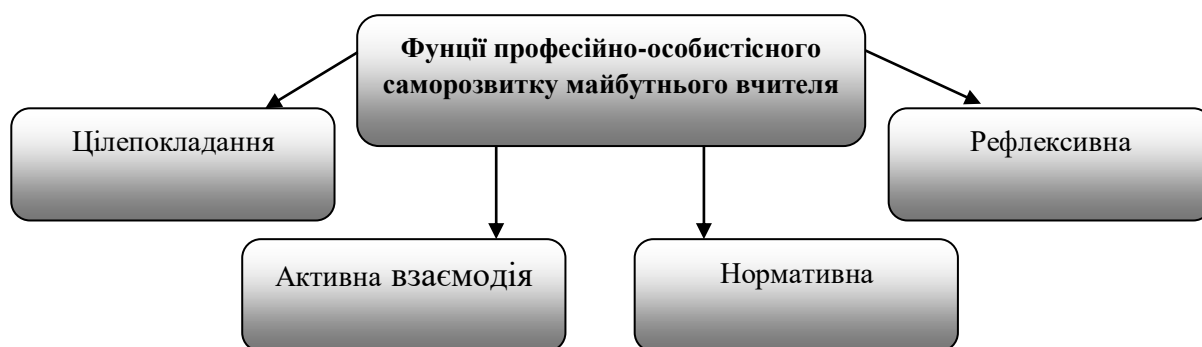 Фунції професійно-особистісного
саморозвитку майбутнього вчителя
Цілепокладання
Рефлексивна
Активна взаємодія
Нормативна